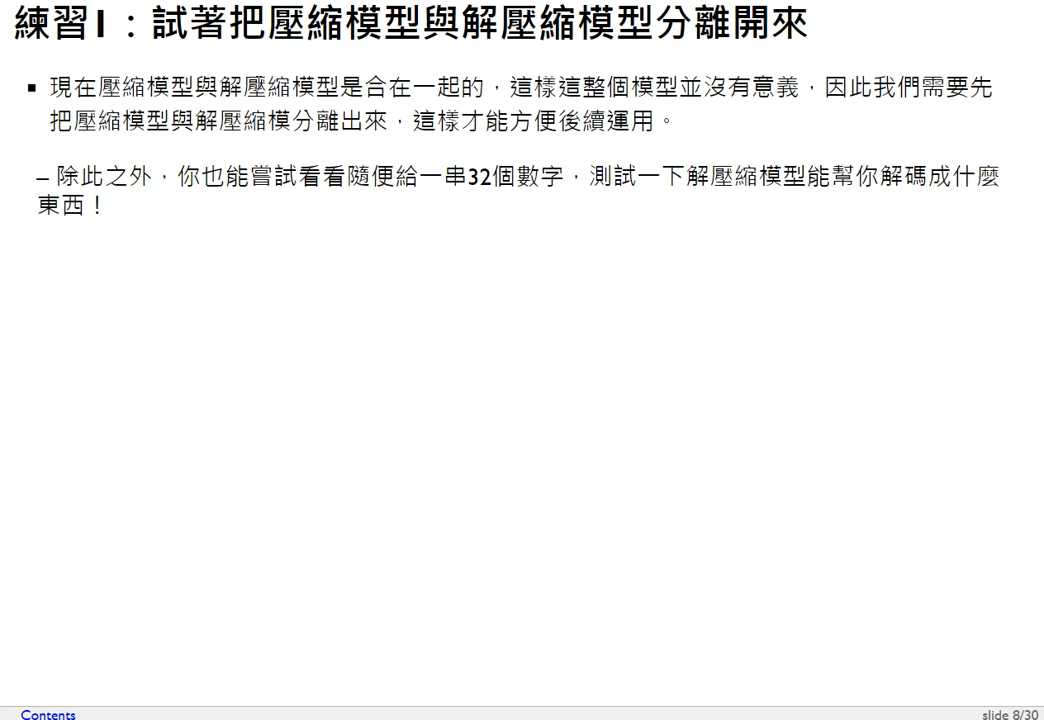 練習1：試著把壓縮模型與解壓縮模型分離開來
▪ 現在壓縮模型與解壓縮模型是合在一起的，這樣這整個模型並沒有意義，因此我們需要先
把壓縮模型與解壓縮模分離出來，這樣才能方便後續運用。
– 除此之外，你也能嘗試看看隨便給一串32個數字，測試一下解壓縮模型能幫你解碼成什麼
東西！
Contents
slide 8/30